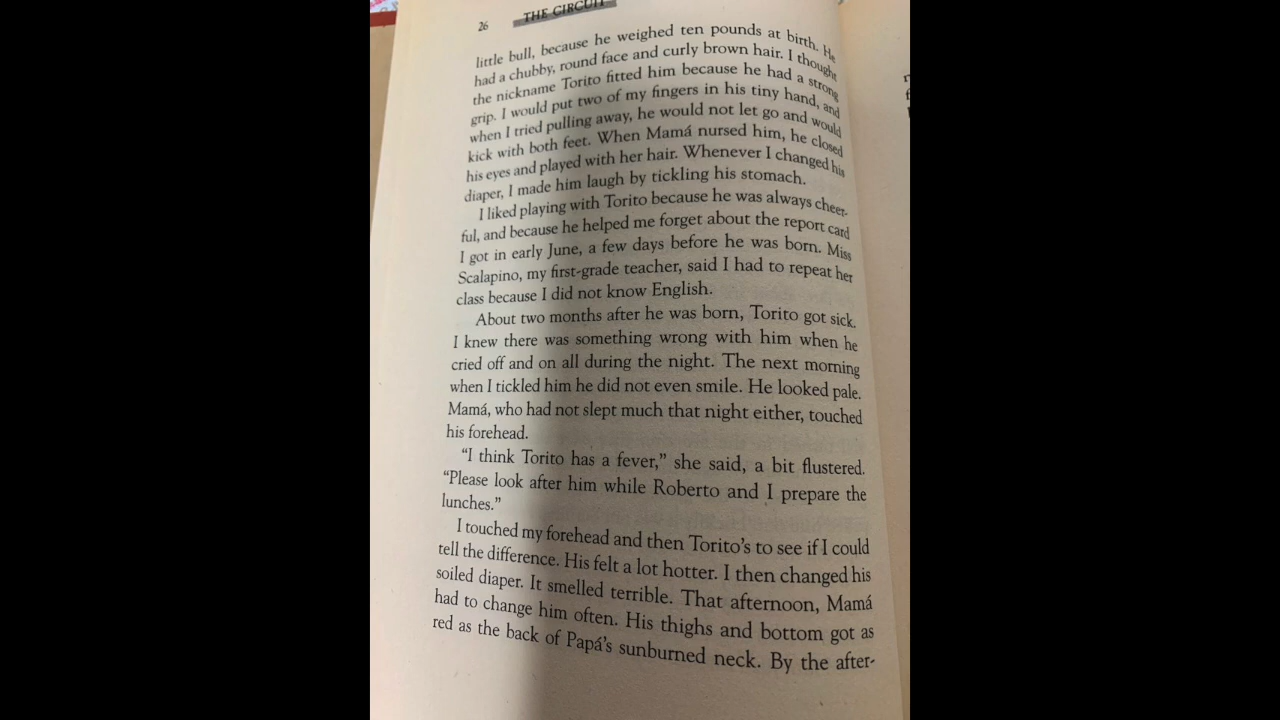 26
THE CIRCUIT
little bull, because he weighed ten pounds at birth. He
had a chubby, round face and curly brown hair. I thought
the nickname Torito fitted him because he had a strong
grip. I would put two of my fingers in his tiny hand, and
when I tried pulling away, he would not let go and would
kick with both feet. When Mamá nursed him, he closed
his eyes and played with her hair. Whenever I changed his
diaper, I made him laugh by tickling his stomach.
I liked playing with Torito because he was always cheer-
ful, and because he helped me forget about the report card
I got in early June, a few days before he was born. Miss
Scalapino, my first-grade teacher, said I had to repeat her
class because I did not know English.
About two months after he was born, Torito got sick.
I knew there was something wrong with him when he
cried off and on all during the night. The next morning
when I tickled him he did not even smile. He looked pale.
Mamá, who had not slept much that night either, touched
his forehead.
“I think Torito has a fever,” she said, a bit flustered.
“Please look after him while Roberto and I prepare the
lunches.”
I touched my forehead and then Torito’s to see if I could
tell the difference. His felt a lot hotter. I then changed his
soiled diaper. It smelled terrible. That afternoon, Mamá
had to change him often. His thighs and bottom got as
red as the back of Papá’s sunburned neck. By the after-